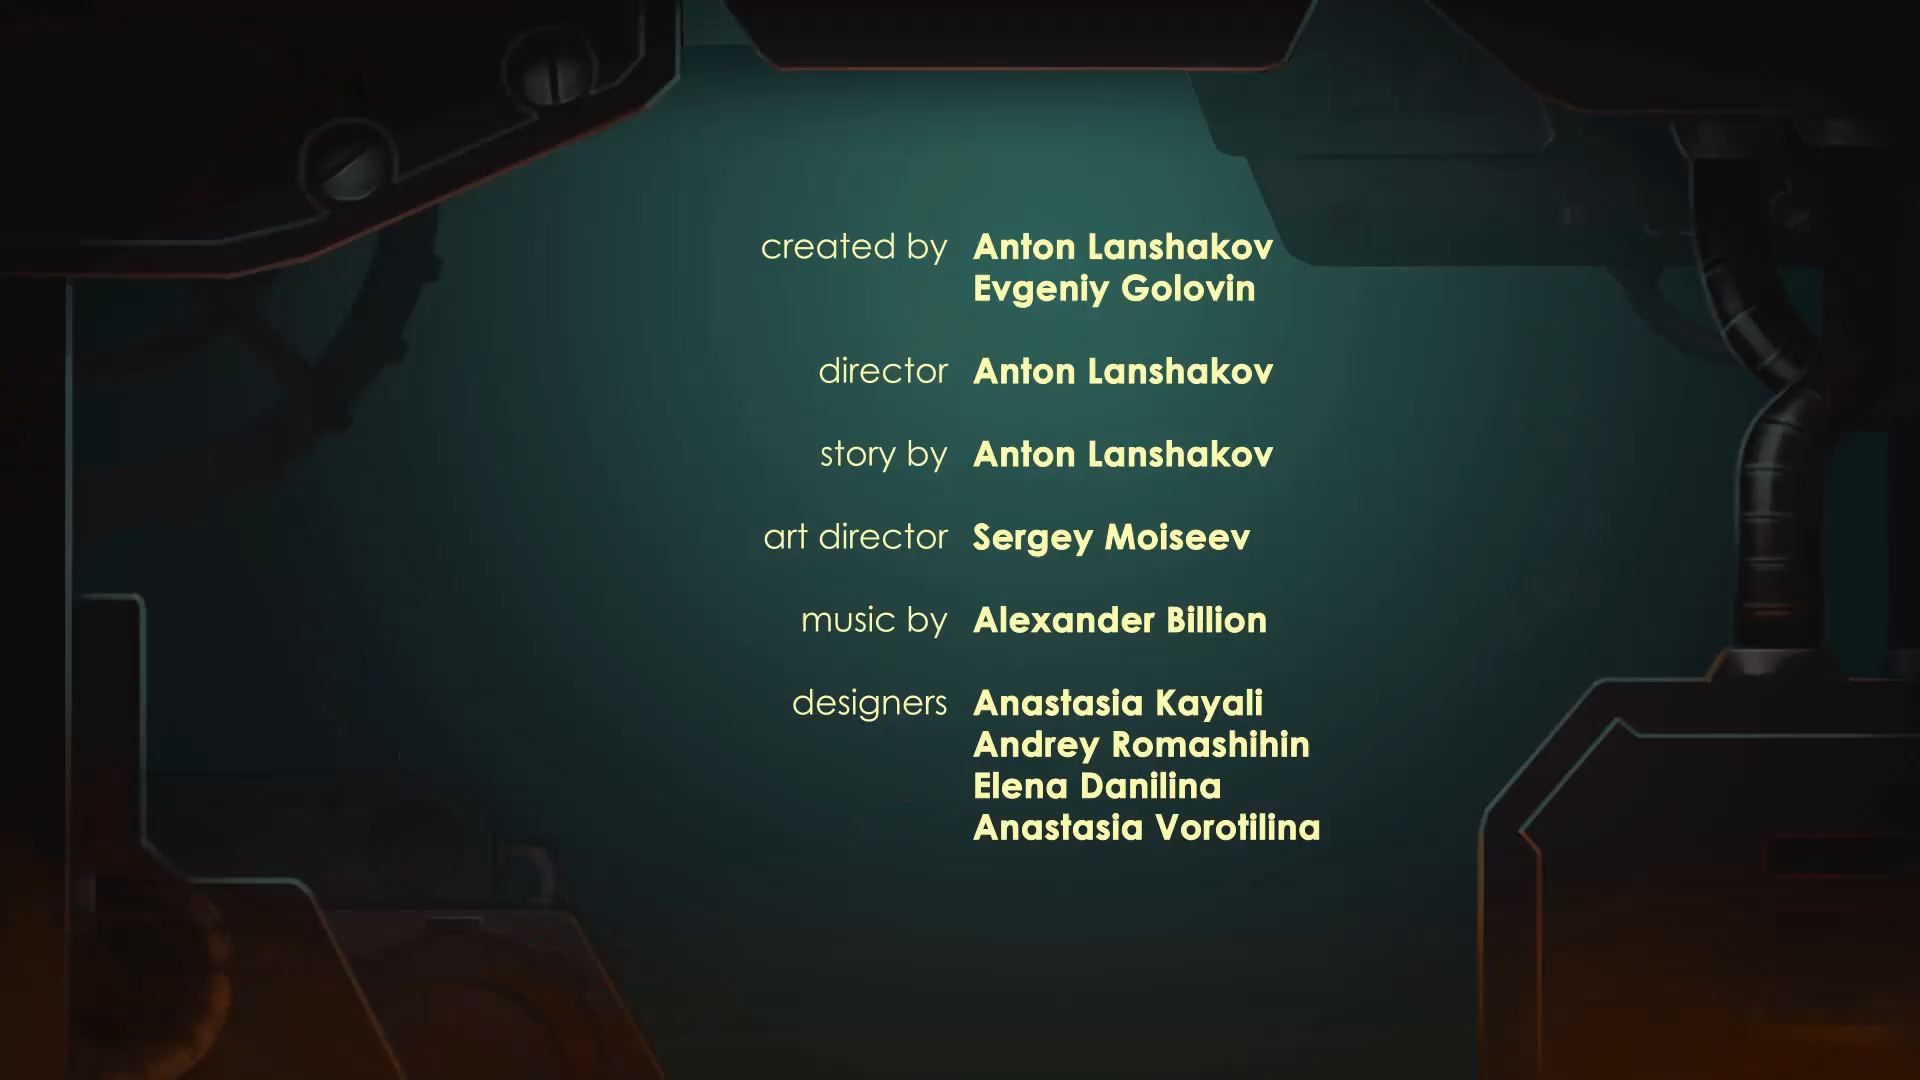 created by Anton Lanshakov
Evgeniy Golovin
director Anton Lanshakov
story by Anton Lanshakov
art director Sergey Moiseev
music by Alexander Billion
designers Anastasia Kayali
Andrey Romashihin
Elena Danilina
Anastasia Vorotilina